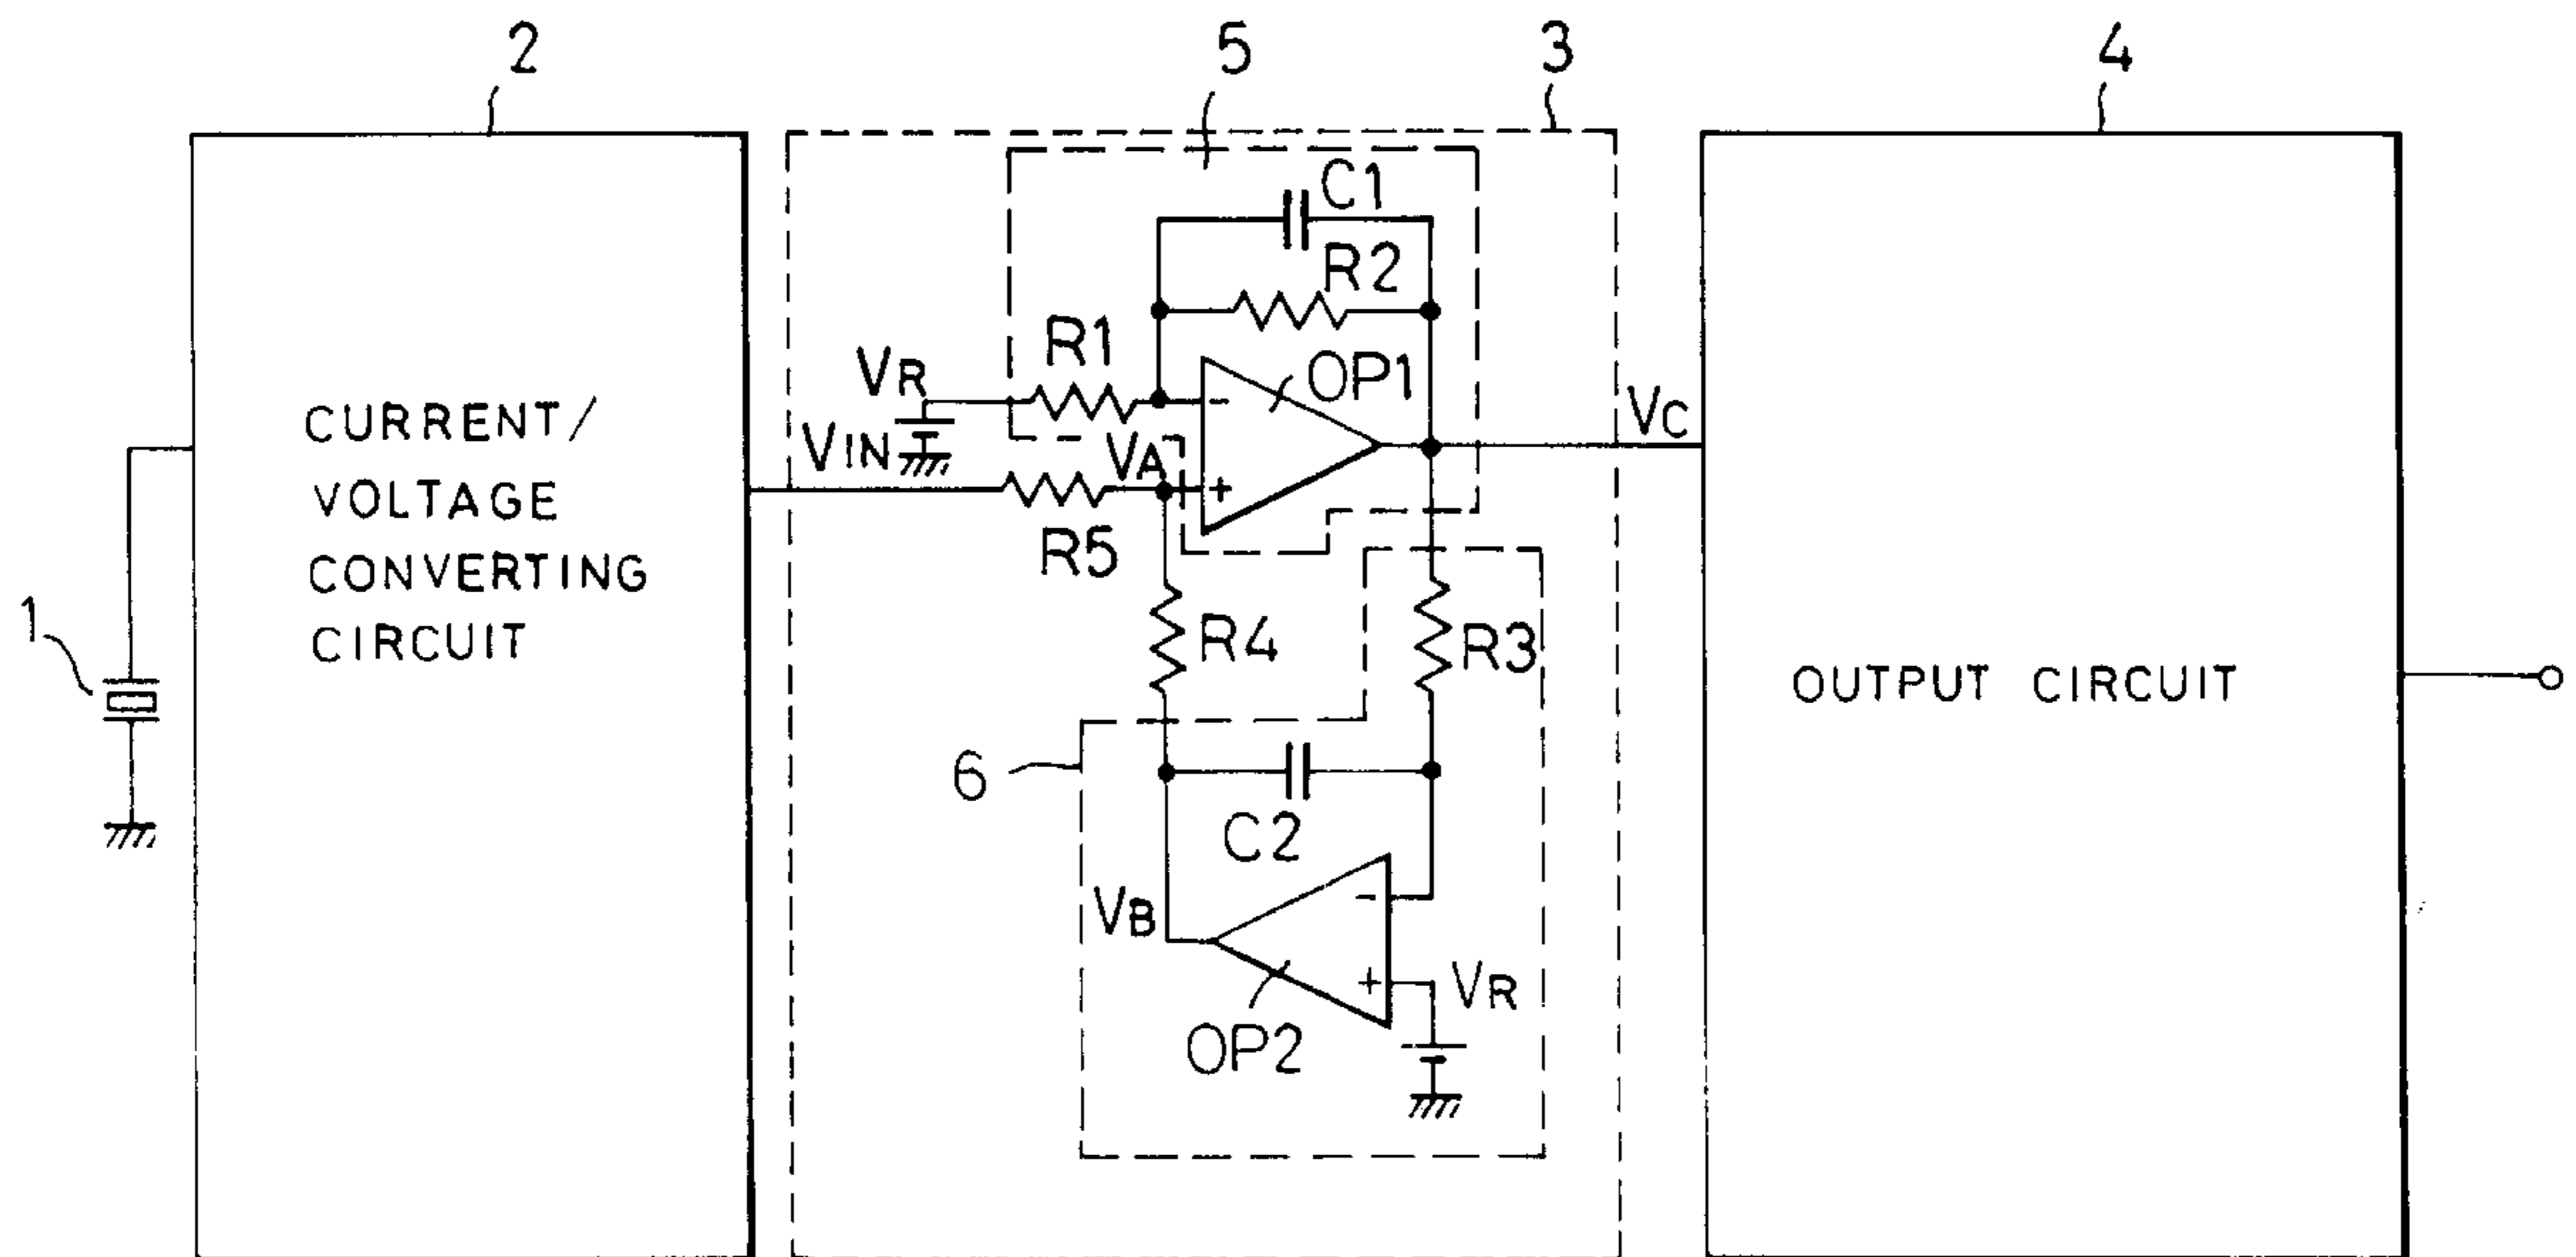 2
5
3
4
C1
R2
R1
OP1
VR
VIN
VA
VC
R5
CURRENT/
VOLTAGE
CONVERTING
CIRCUIT
1
R4
R3
OUTPUT CIRCUIT
6
C2
VB
VR
OP2